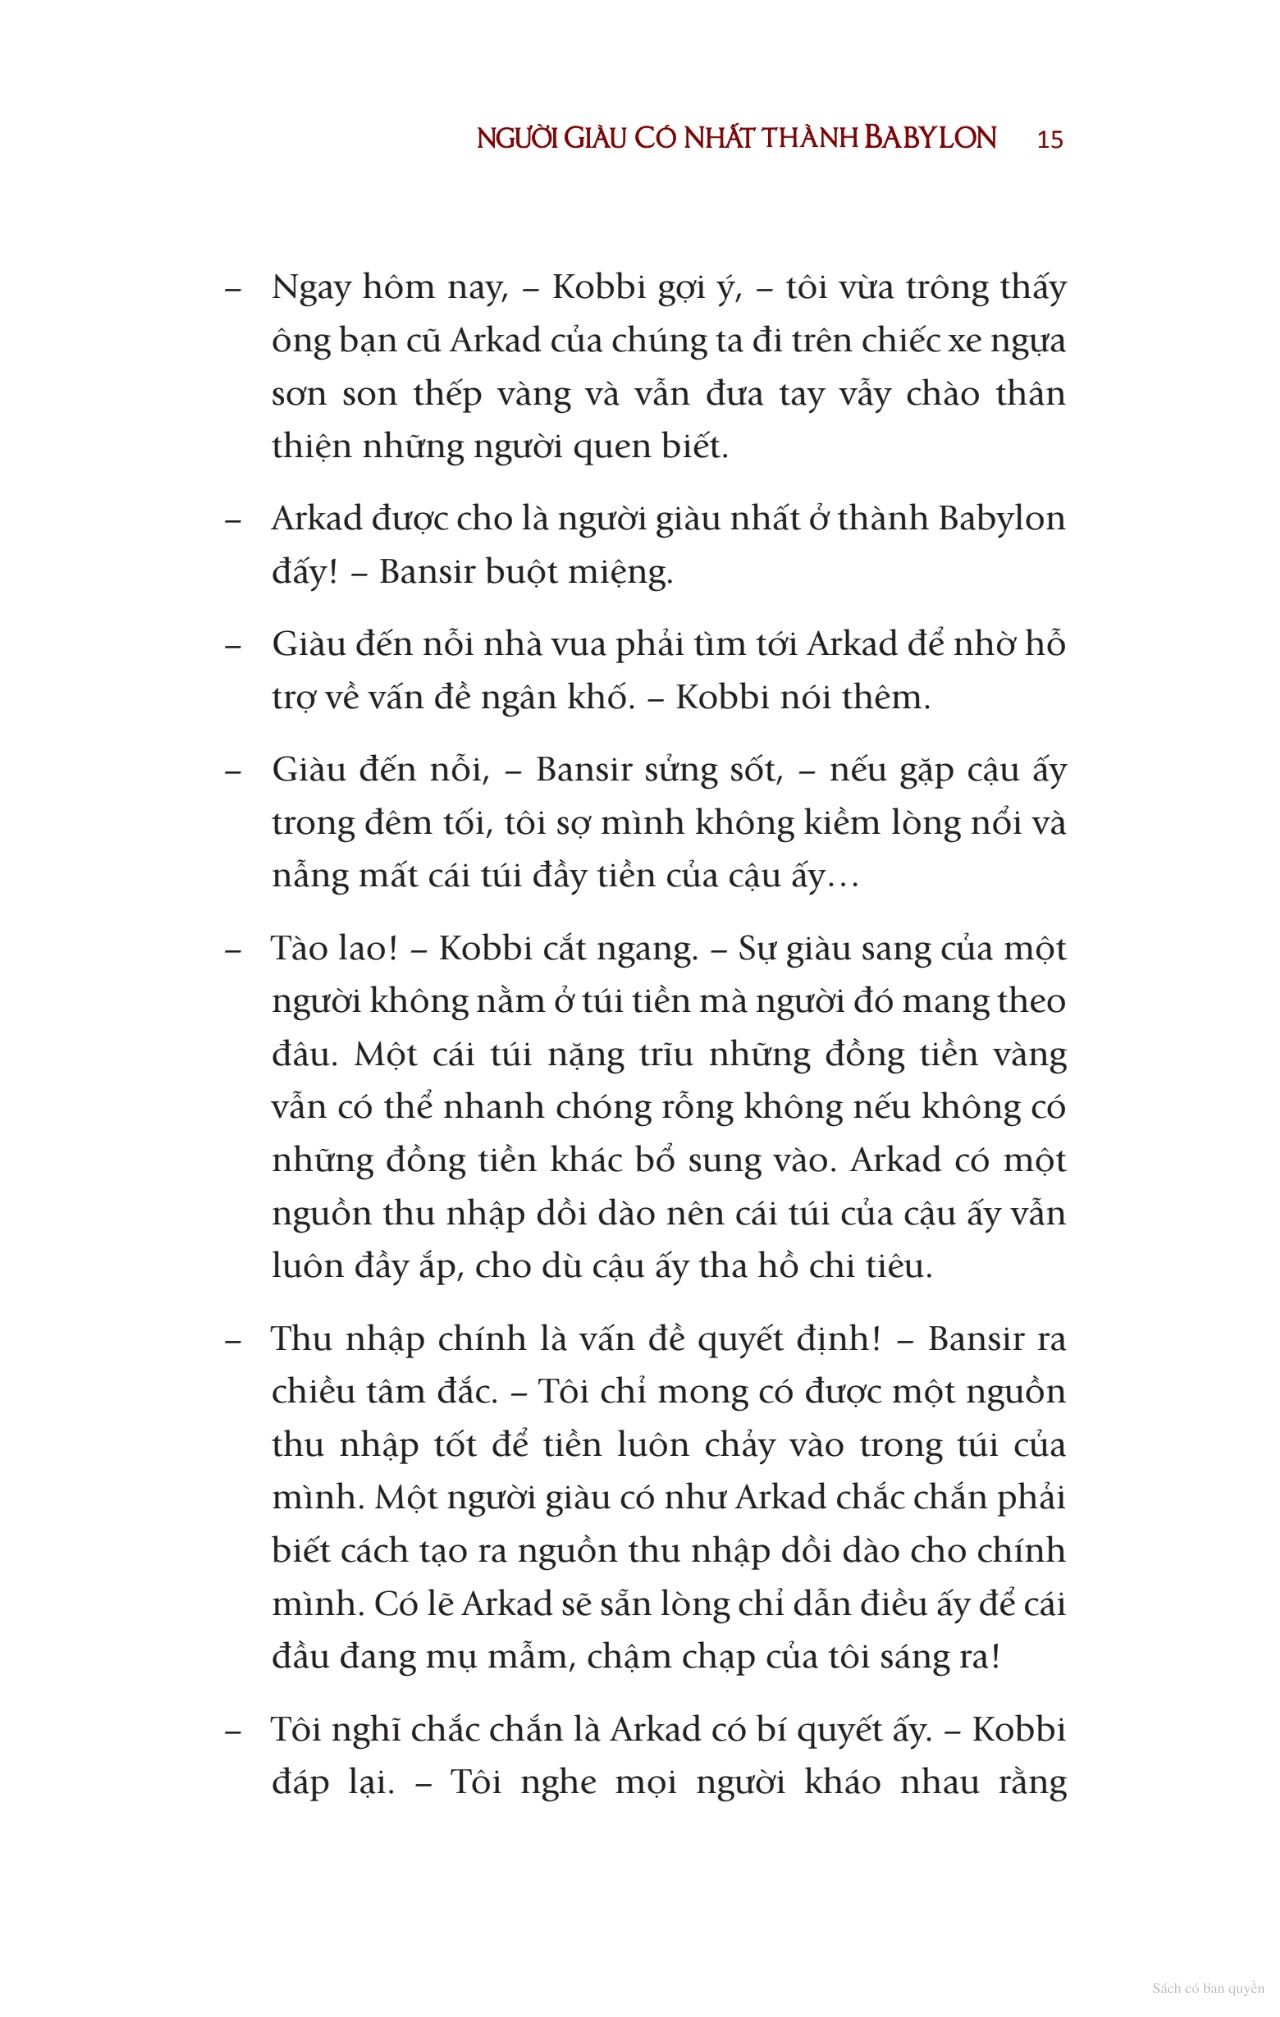 NGƯỜI GIÀU CÓ NHẤT THÀNH BABYLON 15
– Ngay hôm nay, – Kobbi gợi ý, – tôi vừa trông thấy
ông bạn cũ Arkad của chúng ta đi trên chiếc xe ngựa
sơn son thếp vàng và vẫn đưa tay vẫy chào thân
thiện những người quen biết.
– Arkad được cho là người giàu nhất ở thành Babylon
đấy! – Bansir buột miệng.
– Giàu đến nỗi nhà vua phải tìm tới Arkad để nhờ hỗ
trợ về vấn đề ngân khố. – Kobbi nói thêm.
– Giàu đến nỗi, – Bansir sửng sốt, – nếu gặp cậu ấy
trong đêm tối, tôi sợ mình không kiềm lòng nổi và
nẫng mất cái túi đầy tiền của cậu ấy…
– Tào lao! – Kobbi cắt ngang. – Sự giàu sang của một
người không nằm ở túi tiền mà người đó mang theo
đâu. Một cái túi nặng trĩu những đồng tiền vàng
vẫn có thể nhanh chóng rỗng không nếu không có
những đồng tiền khác bổ sung vào. Arkad có một
nguồn thu nhập dồi dào nên cái túi của cậu ấy vẫn
luôn đầy ắp, cho dù cậu ấy tha hồ chi tiêu.
– Thu nhập chính là vấn đề quyết định! – Bansir ra
chiều tâm đắc. – Tôi chỉ mong có được một nguồn
thu nhập tốt để tiền luôn chảy vào trong túi của
mình. Một người giàu có như Arkad chắc chắn phải
biết cách tạo ra nguồn thu nhập dồi dào cho chính
mình. Có lẽ Arkad sẽ sẵn lòng chỉ dẫn điều ấy để cái
đầu đang mụ mẫm, chậm chạp của tôi sáng ra!
– Tôi nghĩ chắc chắn là Arkad có bí quyết ấy. – Kobbi
đáp lại. – Tôi nghe mọi người kháo nhau rằng
Sách có bản quyền